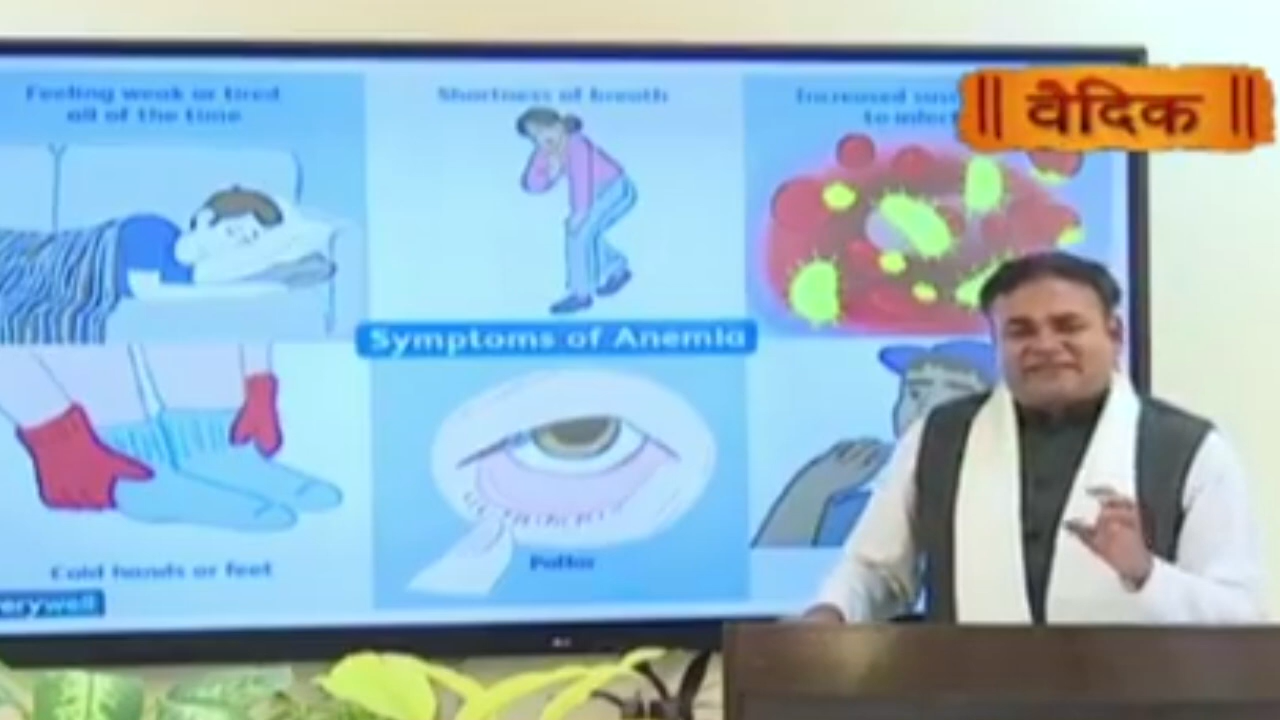 Feeling weak or tired
all of the time
Shortness of breath
Increased
to
|| वैदिक ||
Symptoms of Anemia
Cold hands or feet
Pallor
erywell